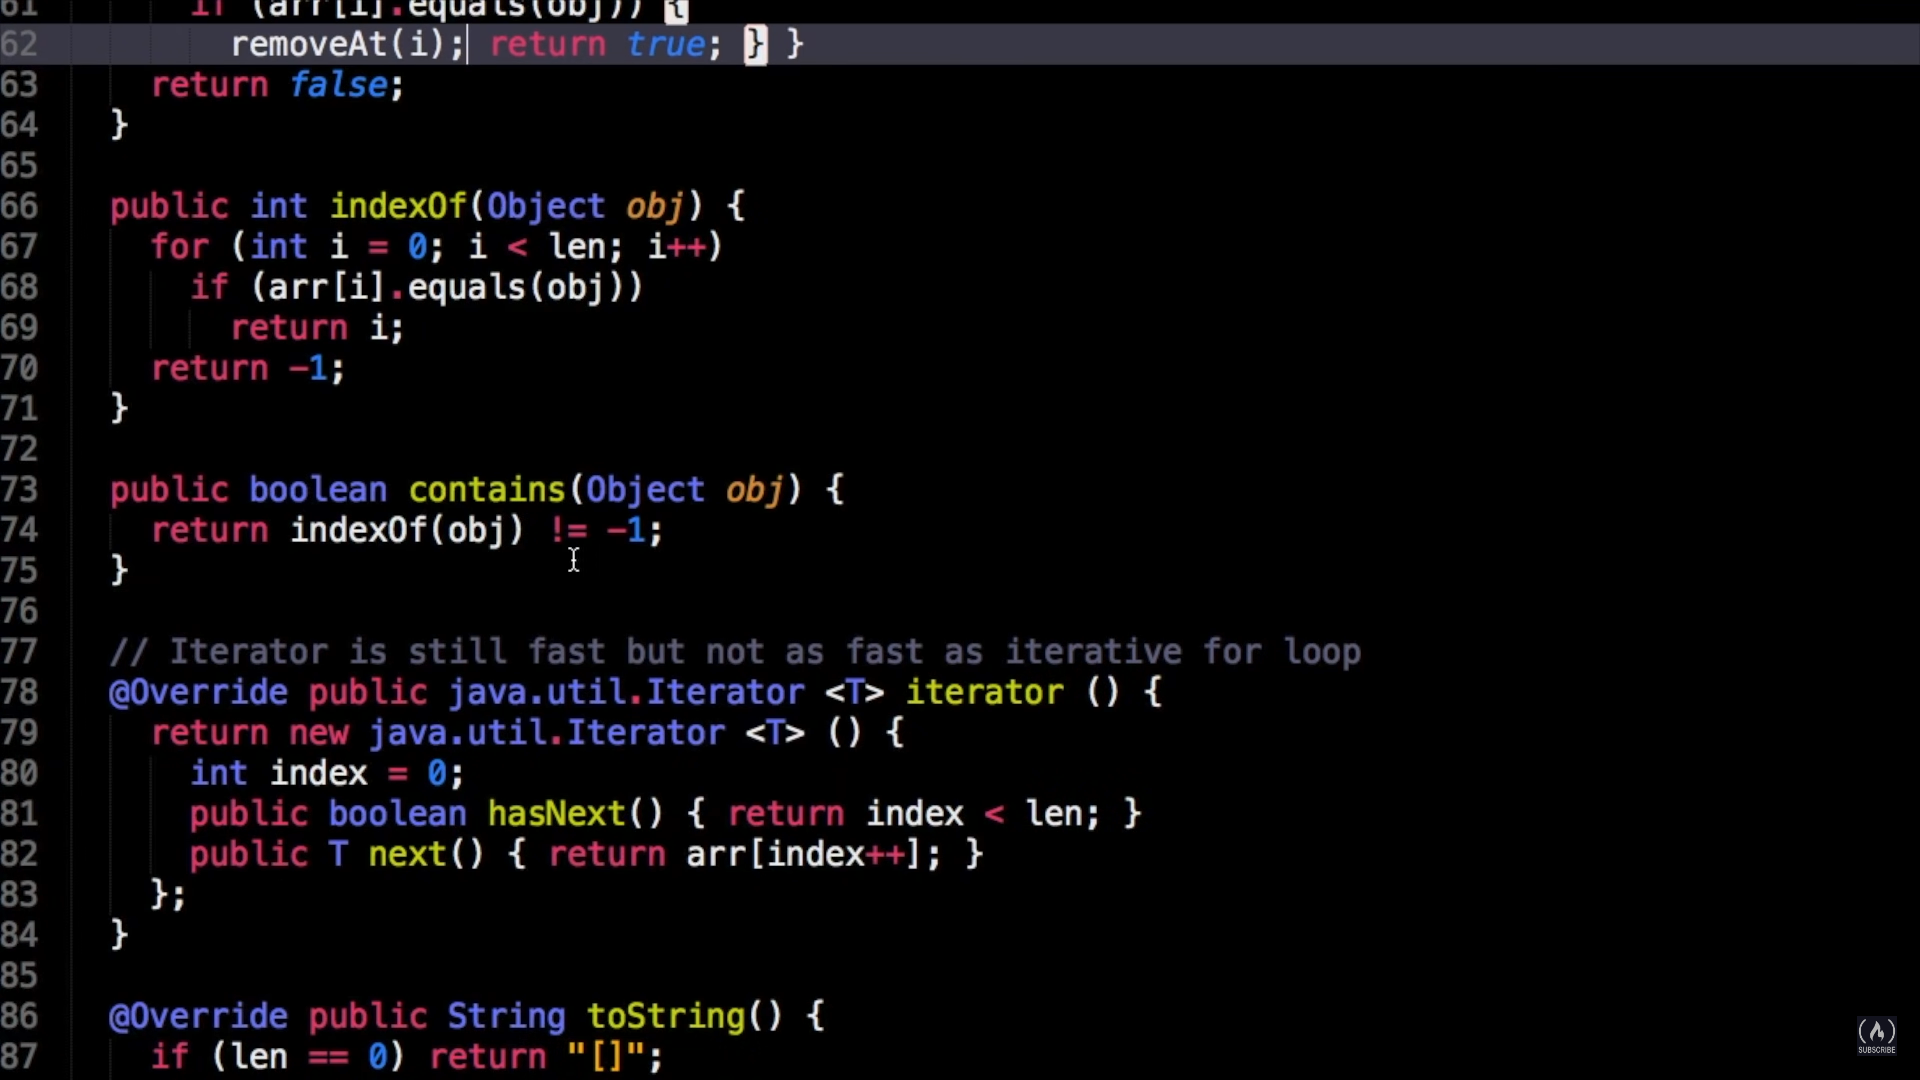 61 if (arr[i].equals(obj)) {
62 removeAt(i); return true; } }
63 return false;
64 }
65
66 public int indexOf(Object obj) {
67 for (int i = 0; i < len; i++)
68 if (arr[i].equals(obj))
69 return i;
70 return -1;
71 }
72
73 public boolean contains(Object obj) {
74 return indexOf(obj) != -1;
75 }
76
77 // Iterator is still fast but not as fast as iterative for loop
78 @Override public java.util.Iterator <T> iterator () {
79 return new java.util.Iterator <T> () {
80 int index = 0;
81 public boolean hasNext() { return index < len; }
82 public T next() { return arr[index++]; }
83 };
84 }
85
86 @Override public String toString() {
87 if (len == 0) return "[]";
SUBSCRIBE